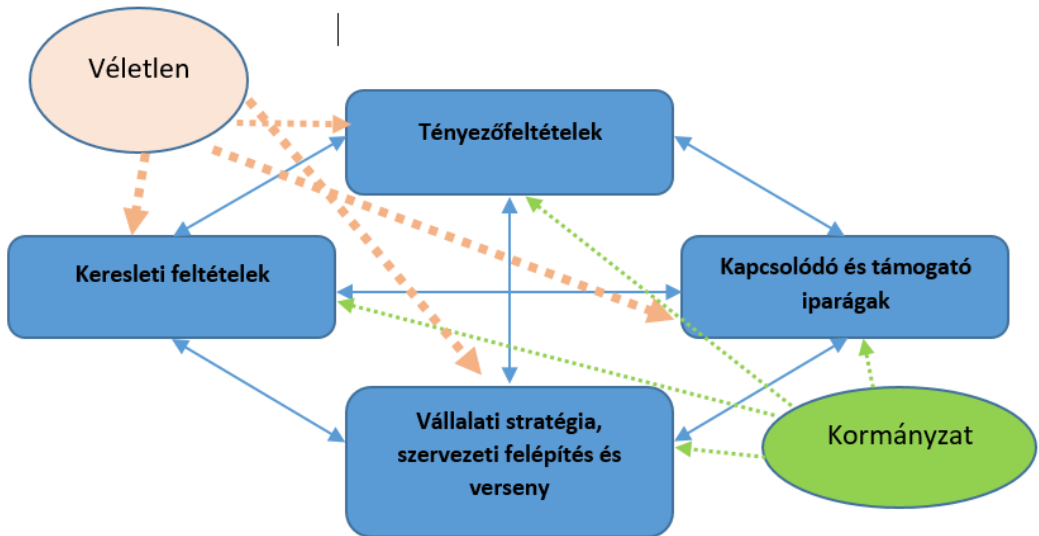 Véletlen
Tényezőfeltételek
Keresleti feltételek
Kapcsolódó és támogató
iparágak
Vállalati stratégia,
szervezeti felépítés és
verseny
Kormányzat